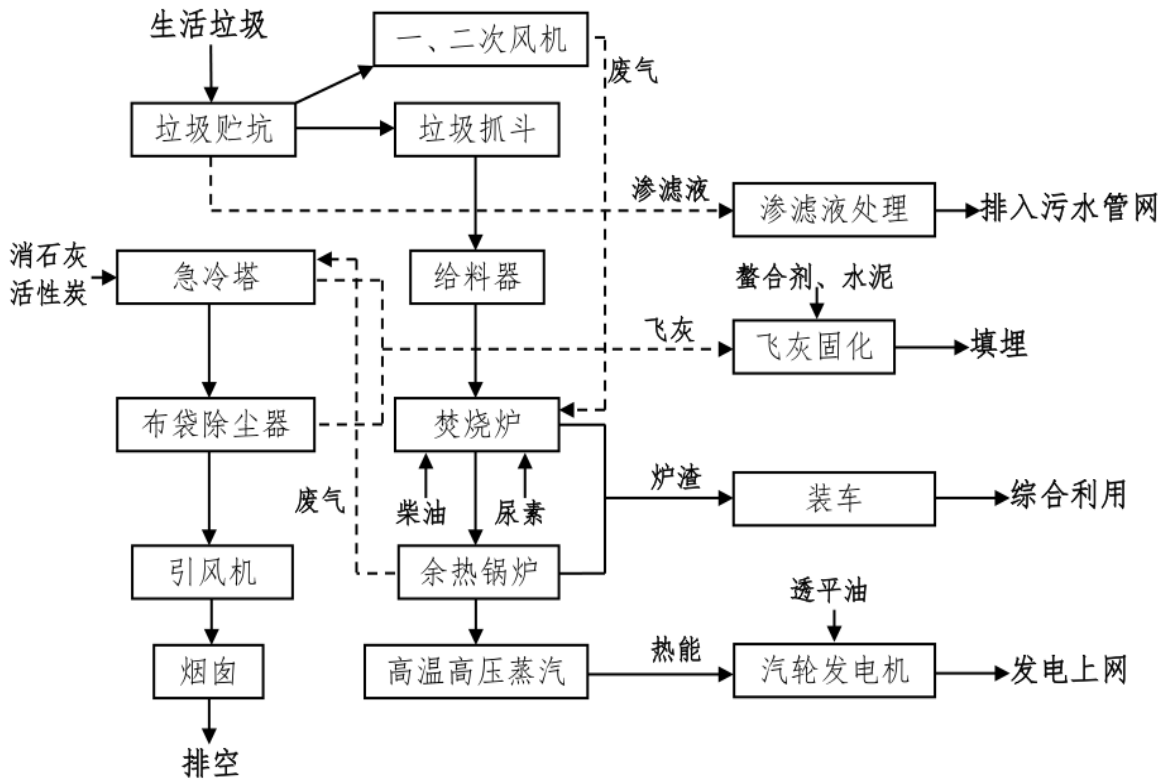 生活垃圾
一、二次风机
废气
垃圾贮坑
垃圾抓斗
渗滤液
渗滤液处理
排入污水管网
消石灰
活性炭
急冷塔
给料器
螯合剂、水泥
飞灰
飞灰固化
填埋
布袋除尘器
焚烧炉
废气
柴油
尿素
炉渣
装车
综合利用
引风机
余热锅炉
透平油
烟囱
高温高压蒸汽
热能
汽轮发电机
发电上网
排空